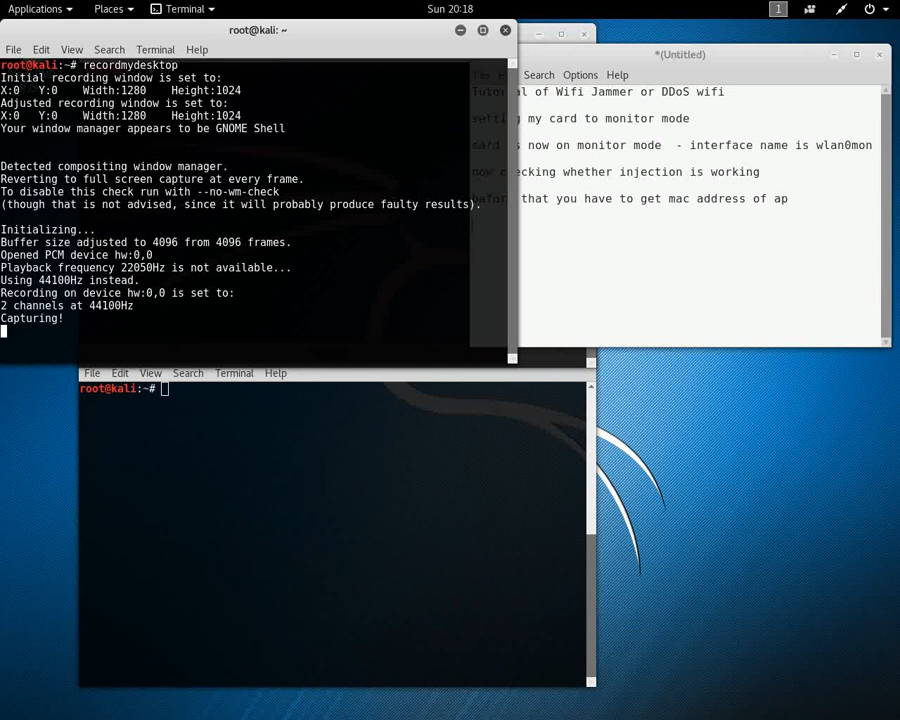 Applications Places Terminal Sun 20:18 1
root@kali: ~
File Edit View Search Terminal Help
root@kali:~# recordmydesktop
Initial recording window is set to:
X:0 Y:0 Width:1280 Height:1024
Adjusted recording window is set to:
X:0 Y:0 Width:1280 Height:1024
Your window manager appears to be GNOME Shell
Detected compositing window manager.
Reverting to full screen capture at every frame.
To disable this check run with --no-wm-check
(though that is not advised, since it will probably produce faulty results).
Initializing...
Buffer size adjusted to 4096 from 4096 frames.
Opened PCM device hw:0,0
Playback frequency 22050Hz is not available...
Using 44100Hz instead.
Recording on device hw:0,0 is set to:
2 channels at 44100Hz
Capturing!
*(Untitled)
Search Options Help
Tutorial of Wifi Jammer or DDoS wifi
setting my card to monitor mode
card is now on monitor mode - interface name is wlan0mon
now checking whether injection is working
before that you have to get mac address of ap
File Edit View Search Terminal Help
root@kali:~#